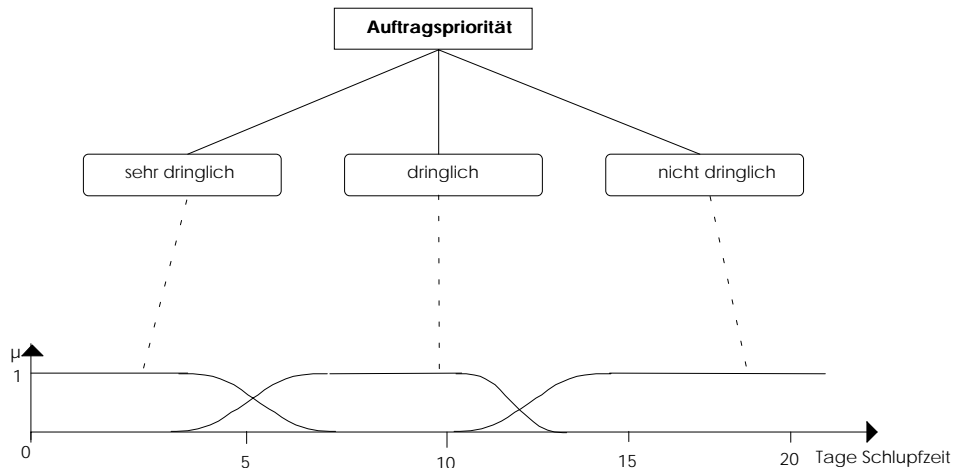 Auftragspriorität
sehr dringlich dringlich nicht dringlich
µ
1
0 5 10 15 20 Tage Schlupfzeit